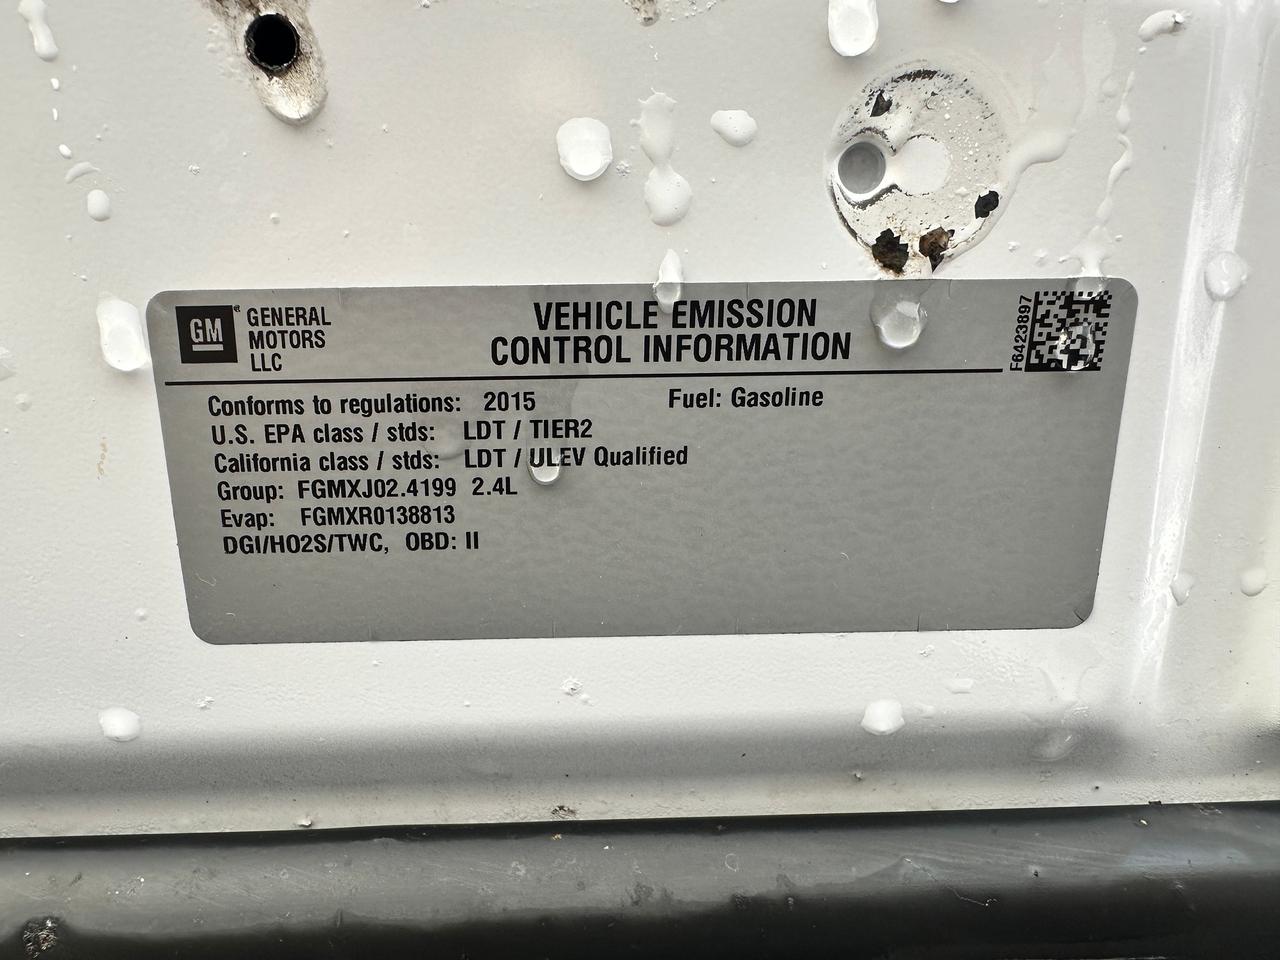 GM
GENERAL
MOTORS
LLC
VEHICLE EMISSION
CONTROL INFORMATION
F6423897
Conforms to regulations: 2015 Fuel: Gasoline
U.S. EPA class / stds: LDT / TIER2
California class / stds: LDT / ULEV Qualified
Group: FGMXJ02.4199 2.4L
Evap: FGMXR0138813
DGI/HO2S/TWC, OBD: II